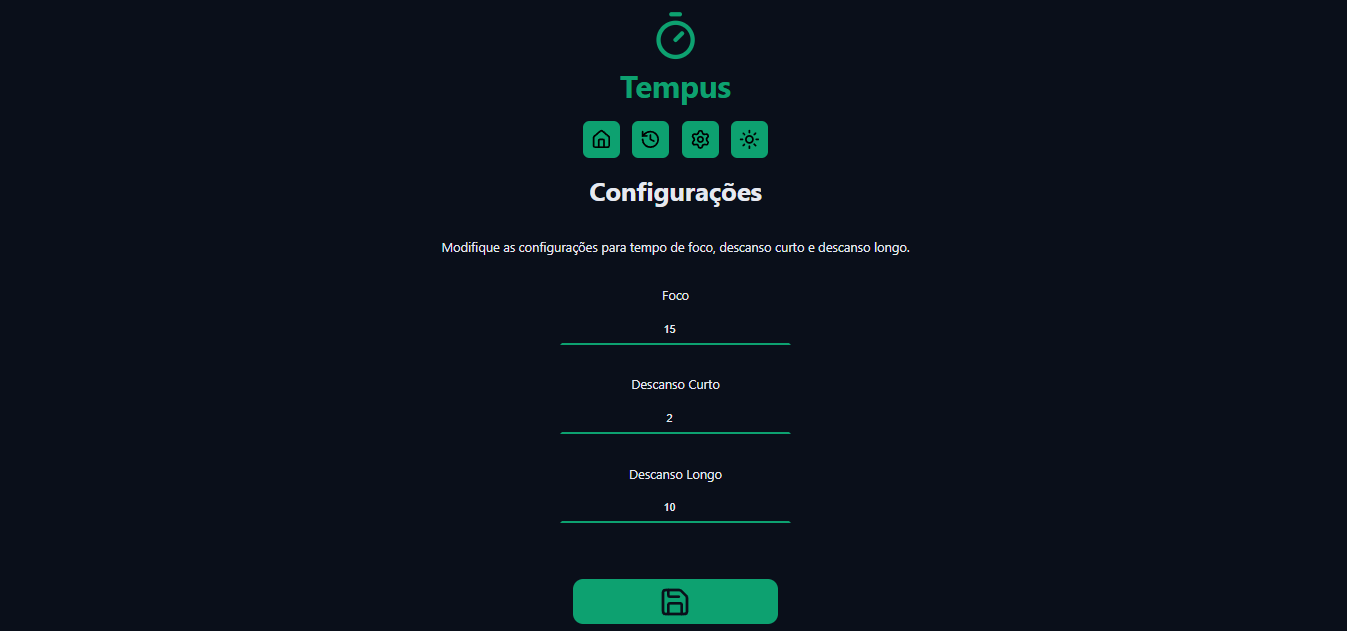 Tempus
Configurações
Modifique as configurações para tempo de foco, descanso curto e descanso longo.
Foco
15
Descanso Curto
2
Descanso Longo
10